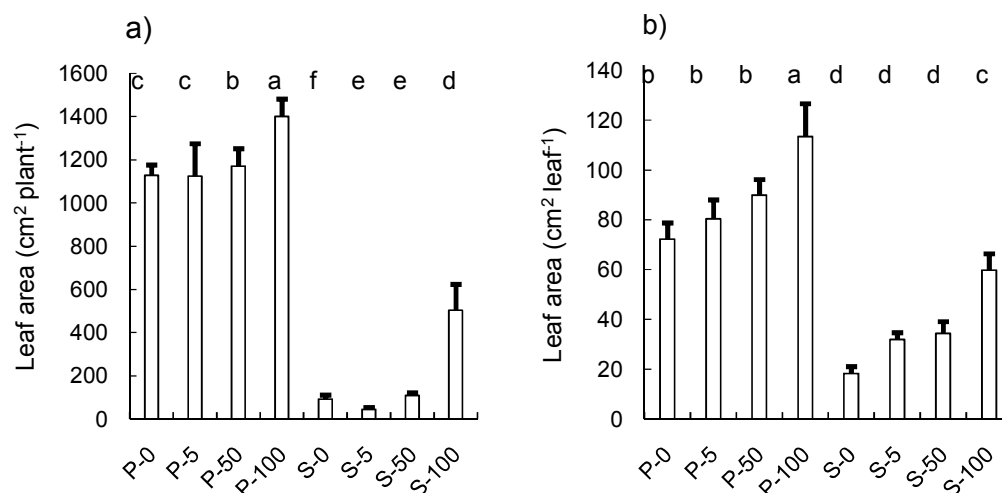 a)
c c b a f e e d
1600
1400
1200
1000
800
600
400
200
0
Leaf area (cm² plant⁻¹)
P-0 P-5 P-50 P-100 S-0 S-5 S-50 S-100
b)
b b b a d d d c
140
120
100
80
60
40
20
0
Leaf area (cm² leaf⁻¹)
P-0 P-5 P-50 P-100 S-0 S-5 S-50 S-100